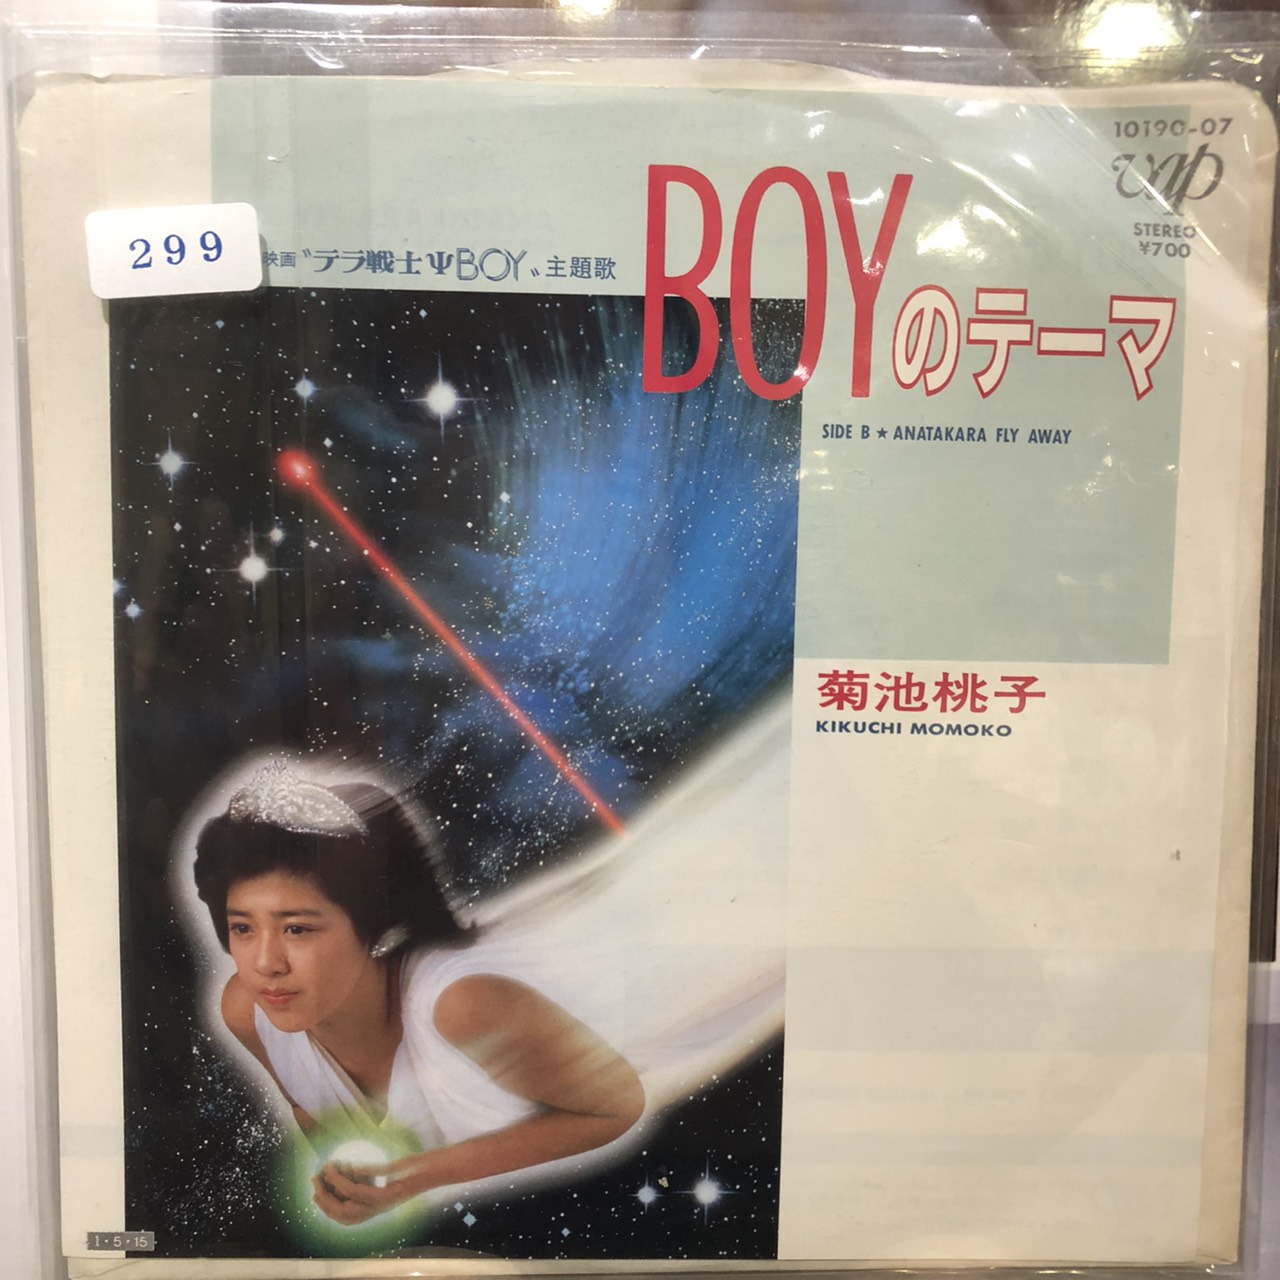 10190-07
vap
STEREO
¥700
BOYのテーマ
299
映画“テラ戦士ΨBOY„主題歌
SIDE B★ANATAKARA FLY AWAY
菊池桃子
KIKUCHI MOMOKO
1・5・15